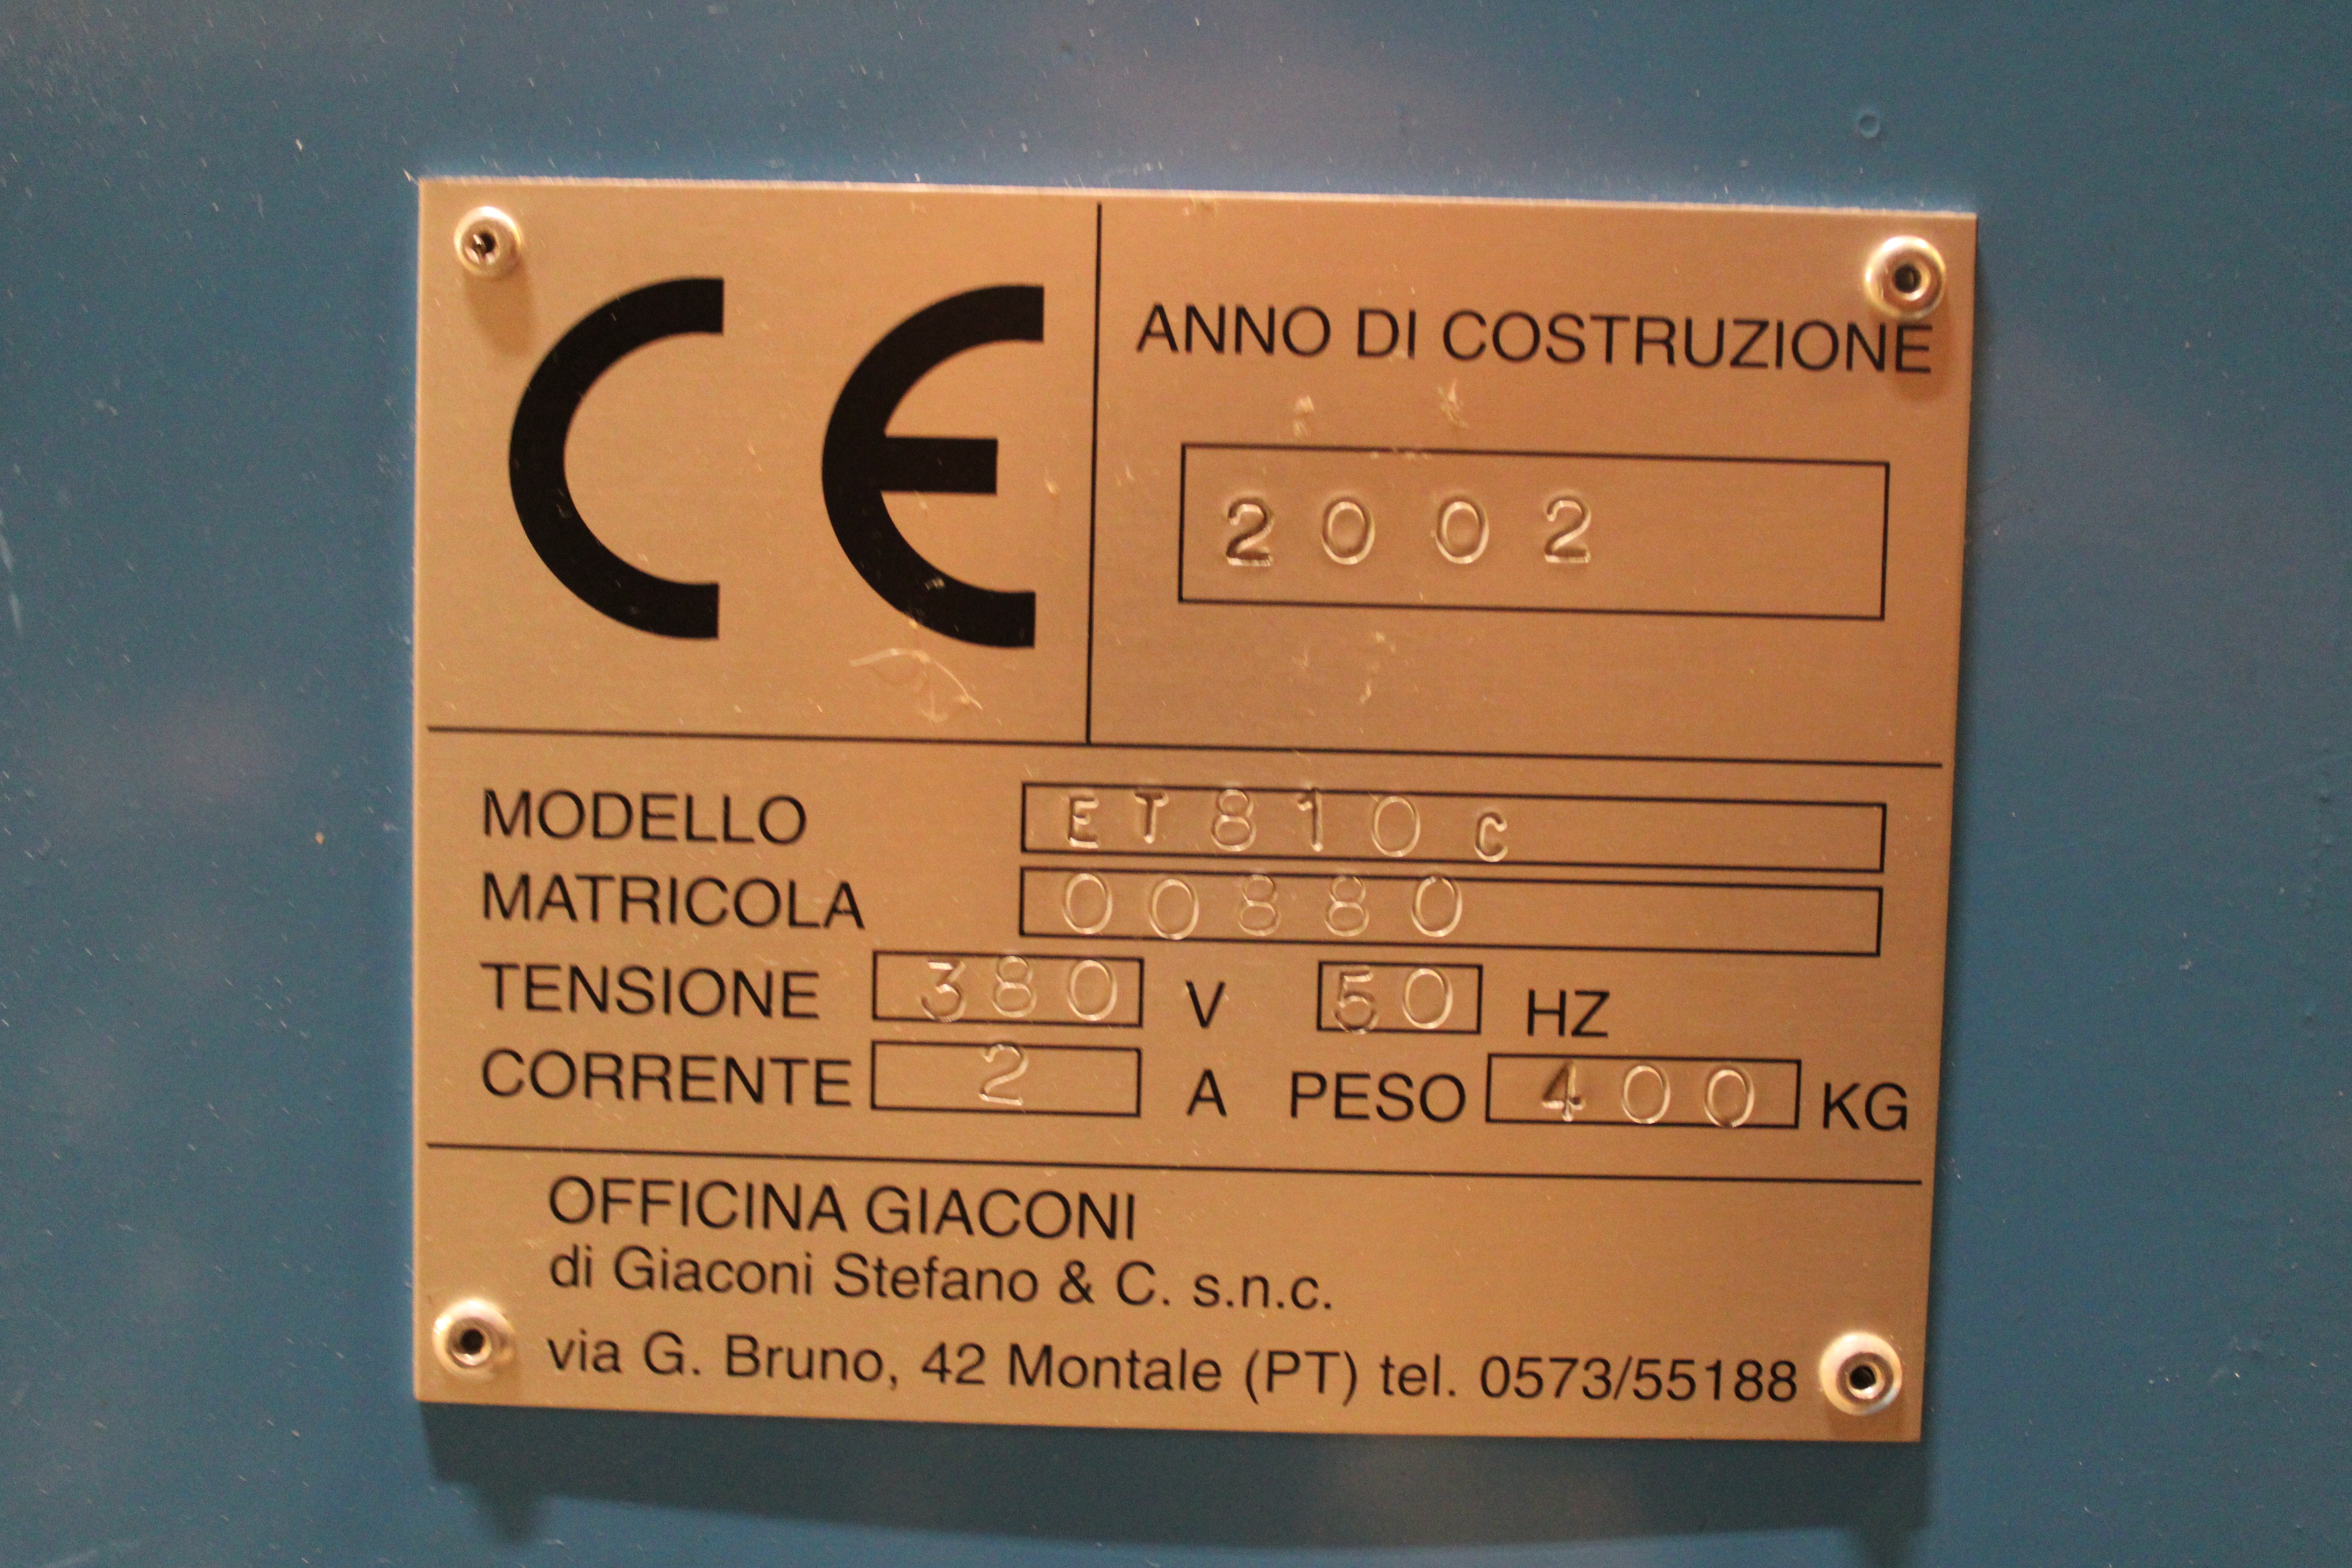 CE
ANNO DI COSTRUZIONE
2002
MODELLO ET810C
MATRICOLA 00880
TENSIONE 380 V 50 HZ
CORRENTE 2 A PESO 400 KG
OFFICINA GIACONI
di Giaconi Stefano & C. s.n.c.
via G. Bruno, 42 Montale (PT) tel. 0573/55188